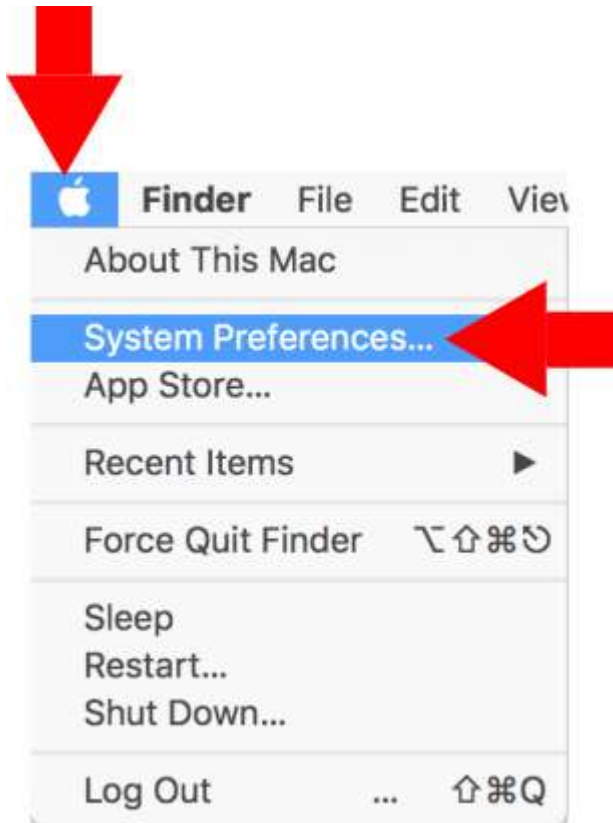 Finder File Edit View
About This Mac
System Preferences...
App Store...
Recent Items ▶
Force Quit Finder ⌥⇧⌘⎋
Sleep
Restart...
Shut Down...
Log Out ... ⇧⌘Q